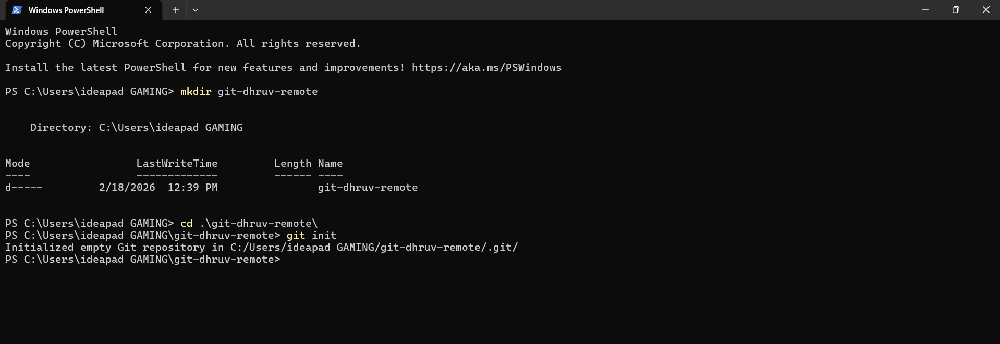 Windows PowerShell
Windows PowerShell
Copyright (C) Microsoft Corporation. All rights reserved.
Install the latest PowerShell for new features and improvements! https://aka.ms/PSWindows
PS C:\Users\ideapad GAMING> mkdir git-dhruv-remote
    Directory: C:\Users\ideapad GAMING
Mode                 LastWriteTime         Length Name
----                 -------------         ------ ----
d-----         2/18/2026  12:39 PM                git-dhruv-remote
PS C:\Users\ideapad GAMING> cd .\git-dhruv-remote\
PS C:\Users\ideapad GAMING\git-dhruv-remote> git init
Initialized empty Git repository in C:/Users/ideapad GAMING/git-dhruv-remote/.git/
PS C:\Users\ideapad GAMING\git-dhruv-remote>